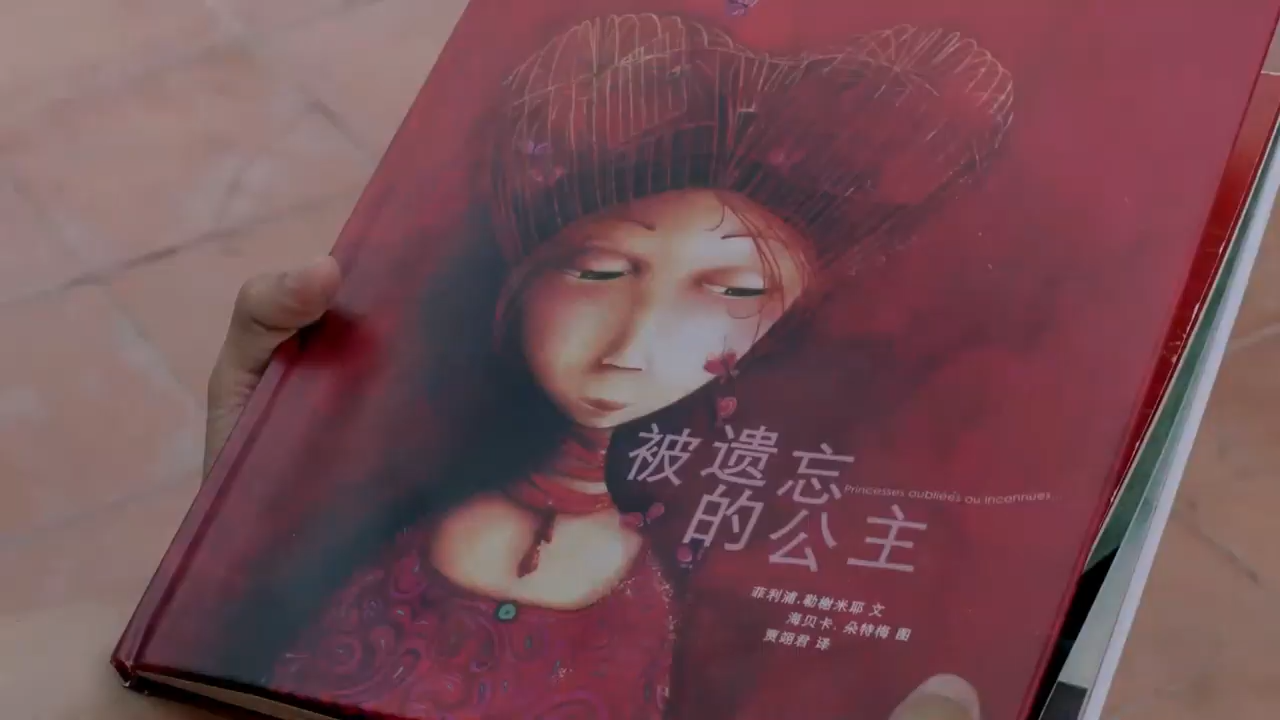 被遗忘
Princesses oubliées ou inconnues...
的公主
菲利浦.勒榭米耶 文
海贝卡.朵特梅 图
贾翊君 译